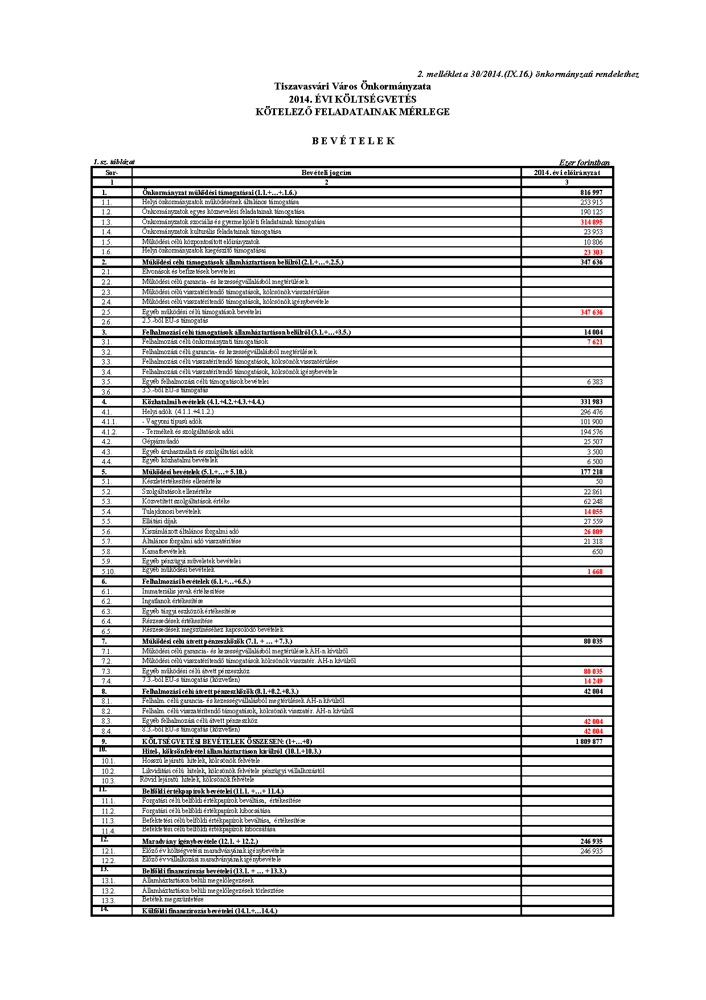 2. melléklet a 30/2014.(IX.16.) önkormányzati rendelethez
Tiszavasvári Város Önkormányzata
2014. ÉVI KÖLTSÉGVETÉS
KÖTELEZŐ FELADATAINAK MÉRLEGE
B E V É T E L E K
1. sz. táblázat Ezer forintban
Sor- Bevételi jogcím 2014. évi előirányzat
1 2 3
1. Önkormányzat működési támogatásai (1.1.+…+.1.6.) 816 997
1.1. Helyi önkormányzatok működésének általános támogatása 253 915
1.2. Önkormányzatok egyes köznevelési feladatainak támogatása 190 125
1.3. Önkormányzatok szociális és gyermekjóléti feladatainak támogatása 314 895
1.4. Önkormányzatok kulturális feladatainak támogatása 23 953
1.5. Működési célú központosított előirányzatok 10 806
1.6. Helyi önkormányzatok kiegészítő támogatásai 23 303
2. Működési célú támogatások államháztartáson belülről (2.1.+…+.2.5.) 347 636
2.1. Elvonások és befizetések bevételei
2.2. Működési célú garancia- és kezességvállalásból megtérülések
2.3. Működési célú visszatérítendő támogatások, kölcsönök visszatérülése
2.4. Működési célú visszatérítendő támogatások, kölcsönök igénybevétele
2.5. Egyéb működési célú támogatások bevételei 347 636
2.6. 2.5.-ből EU-s támogatás
3. Felhalmozási célú támogatások államháztartáson belülről (3.1.+…+3.5.) 14 004
3.1. Felhalmozási célú önkormányzati támogatások 7 621
3.2. Felhalmozási célú garancia- és kezességvállalásból megtérülések
3.3. Felhalmozási célú visszatérítendő támogatások, kölcsönök visszatérülése
3.4. Felhalmozási célú visszatérítendő támogatások, kölcsönök igénybevétele
3.5. Egyéb felhalmozási célú támogatások bevételei 6 383
3.6. 3.5.-ből EU-s támogatás
4. Közhatalmi bevételek (4.1.+4.2.+4.3.+4.4.) 331 983
4.1. Helyi adók (4.1.1.+4.1.2.) 296 476
4.1.1. - Vagyoni típusú adók 101 900
4.1.2. - Termékek és szolgáltatások adói 194 576
4.2. Gépjárműadó 25 507
4.3. Egyéb áruhasználati és szolgáltatási adók 3 500
4.4. Egyéb közhatalmi bevételek 6 500
5. Működési bevételek (5.1.+…+ 5.10.) 177 218
5.1. Készletértékesítés ellenértéke 50
5.2. Szolgáltatások ellenértéke 22 861
5.3. Közvetített szolgáltatások értéke 62 248
5.4. Tulajdonosi bevételek 14 055
5.5. Ellátási díjak 27 559
5.6. Kiszámlázott általános forgalmi adó 26 809
5.7. Általános forgalmi adó visszatérítése 21 318
5.8. Kamatbevételek 650
5.9. Egyéb pénzügyi műveletek bevételei
5.10. Egyéb működési bevételek 1 668
6. Felhalmozási bevételek (6.1.+…+6.5.)
6.1. Immateriális javak értékesítése
6.2. Ingatlanok értékesítése
6.3. Egyéb tárgyi eszközök értékesítése
6.4. Részesedések értékesítése
6.5. Részesedések megszűnéséhez kapcsolódó bevételek
7. Működési célú átvett pénzeszközök (7.1. + … + 7.3.) 80 035
7.1. Működési célú garancia- és kezességvállalásból megtérülések ÁH-n kívülről
7.2. Működési célú visszatérítendő támogatások kölcsönök visszatér. ÁH-n kívülről
7.3. Egyéb működési célú átvett pénzeszköz 80 035
7.4. 7.3.-ból EU-s támogatás (közvetlen) 14 249
8. Felhalmozási célú átvett pénzeszközök (8.1.+8.2.+8.3.) 42 004
8.1. Felhalm. célú garancia- és kezességvállalásból megtérülések ÁH-n kívülről
8.2. Felhalm. célú visszatérítendő támogatások, kölcsönök visszatér. ÁH-n kívülről
8.3. Egyéb felhalmozási célú átvett pénzeszköz 42 004
8.4. 8.3.-ból EU-s támogatás (közvetlen) 42 004
9. KÖLTSÉGVETÉSI BEVÉTELEK ÖSSZESEN: (1+…+8) 1 809 877
10. Hitel-, kölcsönfelvétel államháztartáson kívülről (10.1.+10.3.)
10.1. Hosszú lejáratú hitelek, kölcsönök felvétele
10.2. Likviditási célú hitelek, kölcsönök felvétele pénzügyi vállalkozástól
10.3. Rövid lejáratú hitelek, kölcsönök felvétele
11. Belföldi értékpapírok bevételei (11.1. +…+ 11.4.)
11.1. Forgatási célú belföldi értékpapírok beváltása, értékesítése
11.2. Forgatási célú belföldi értékpapírok kibocsátása
11.3. Befektetési célú belföldi értékpapírok beváltása, értékesítése
11.4. Befektetési célú belföldi értékpapírok kibocsátása
12. Maradvány igénybevétele (12.1. + 12.2.) 246 935
12.1. Előző év költségvetési maradványának igénybevétele 246 935
12.2. Előző év vállalkozási maradványának igénybevétele
13. Belföldi finanszírozás bevételei (13.1. + … + 13.3.)
13.1. Államháztartáson belüli megelőlegezések
13.2. Államháztartáson belüli megelőlegezések törlesztése
13.3. Betétek megszüntetése
14. Külföldi finanszírozás bevételei (14.1.+…14.4.)